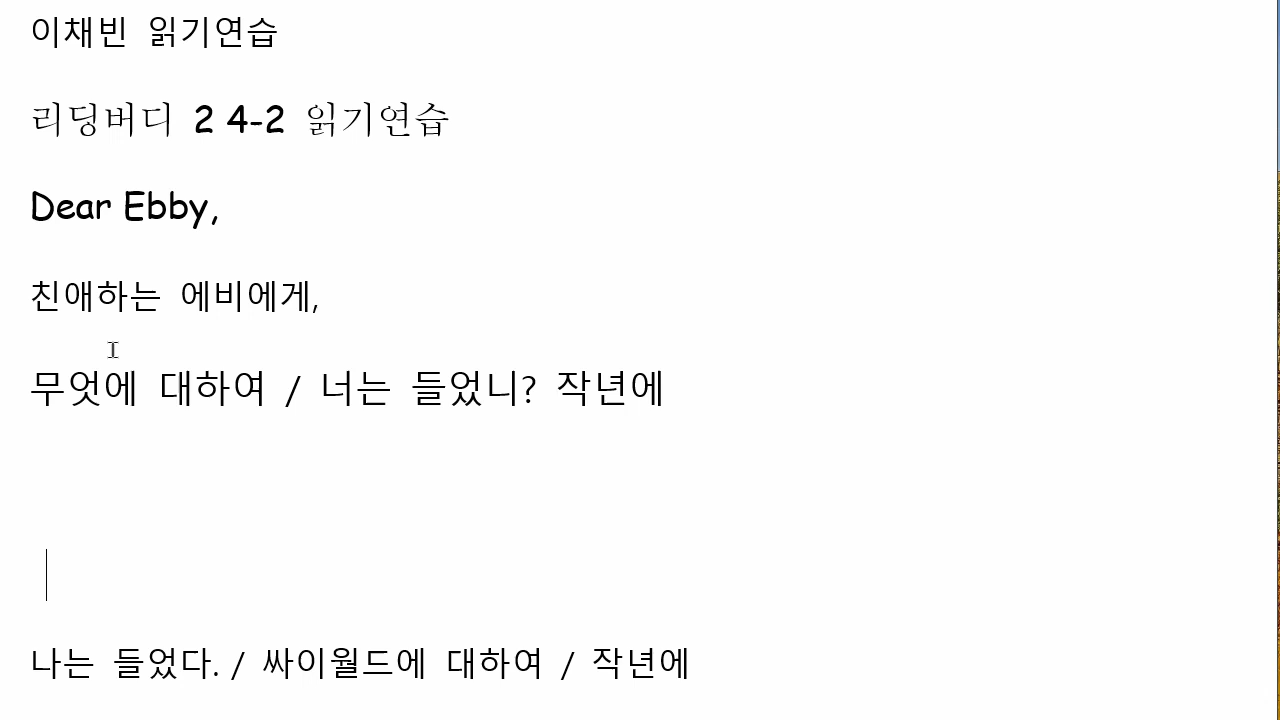 이채빈 읽기연습
리딩버디 2 4-2 읽기연습
Dear Ebby,
친애하는 에비에게,
무엇에 대하여 / 너는 들었니? 작년에
나는 들었다. / 싸이월드에 대하여 / 작년에